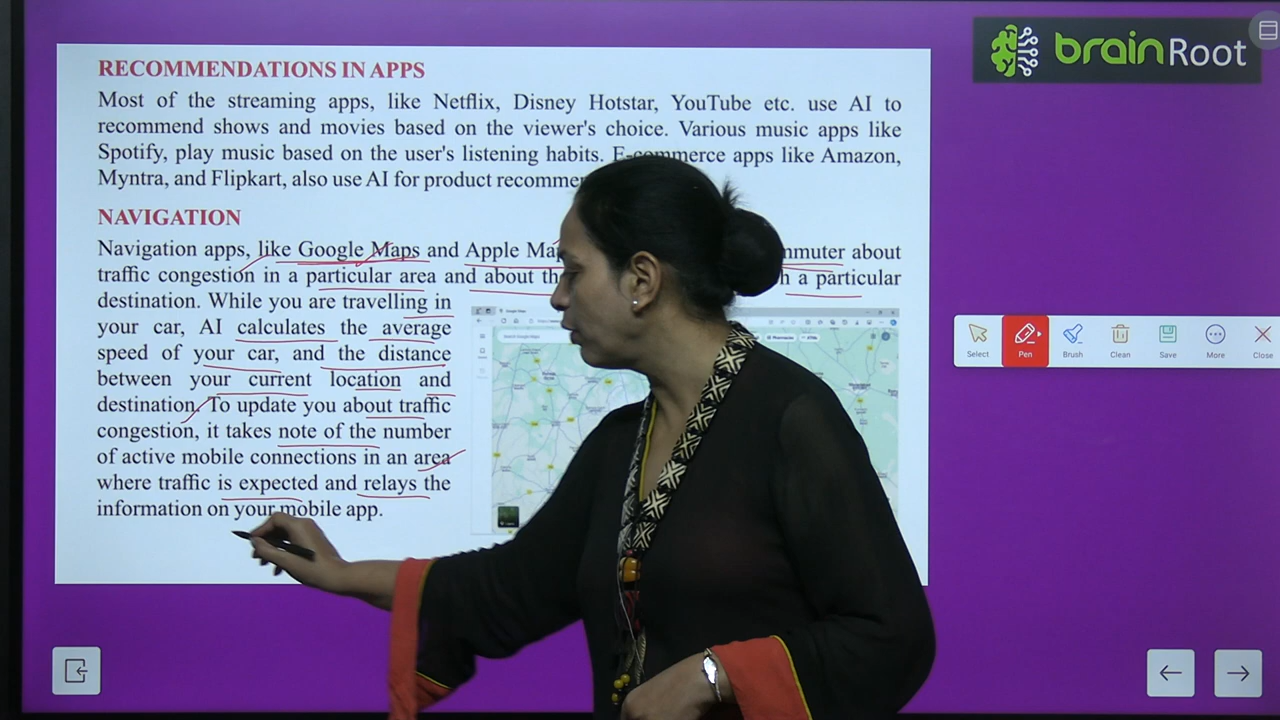 brainRoot
RECOMMENDATIONS IN APPS
Most of the streaming apps, like Netflix, Disney Hotstar, YouTube etc. use AI to
recommend shows and movies based on the viewer's choice. Various music apps like
Spotify, play music based on the user's listening habits. E-commerce apps like Amazon,
Myntra, and Flipkart, also use AI for product
NAVIGATION
Navigation apps, like Google Maps and Apple about
traffic congestion in a particular area and about a particular
destination. While you are travelling in
your car, AI calculates the average
speed of your car, and the distance
between your current location and
destination. To update you about traffic
congestion, it takes note of the number
of active mobile connections in an area
where traffic is expected and relays the
information on your mobile app.
Select Pen Brush Clean Save More Close